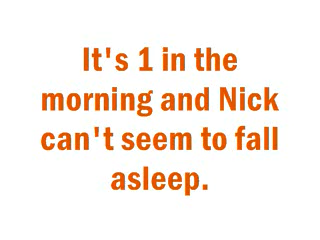 It's 1 in the
morning and Nick
can't seem to fall
asleep.